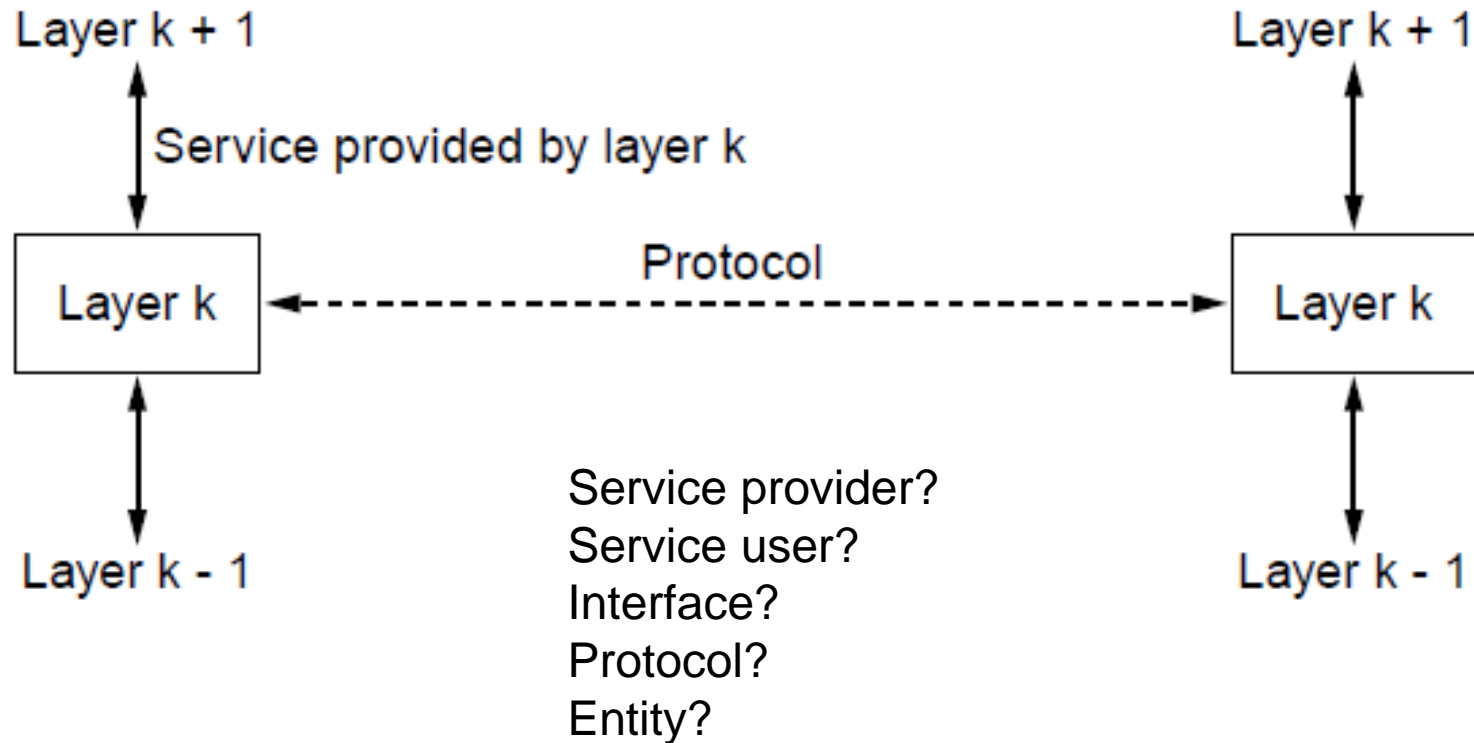 Layer k + 1
Layer k + 1
Service provided by layer k
Protocol
Layer k
Layer k
Service provider?
Service user?
Layer k - 1
Layer k - 1
Interface?
Protocol?
Entity?